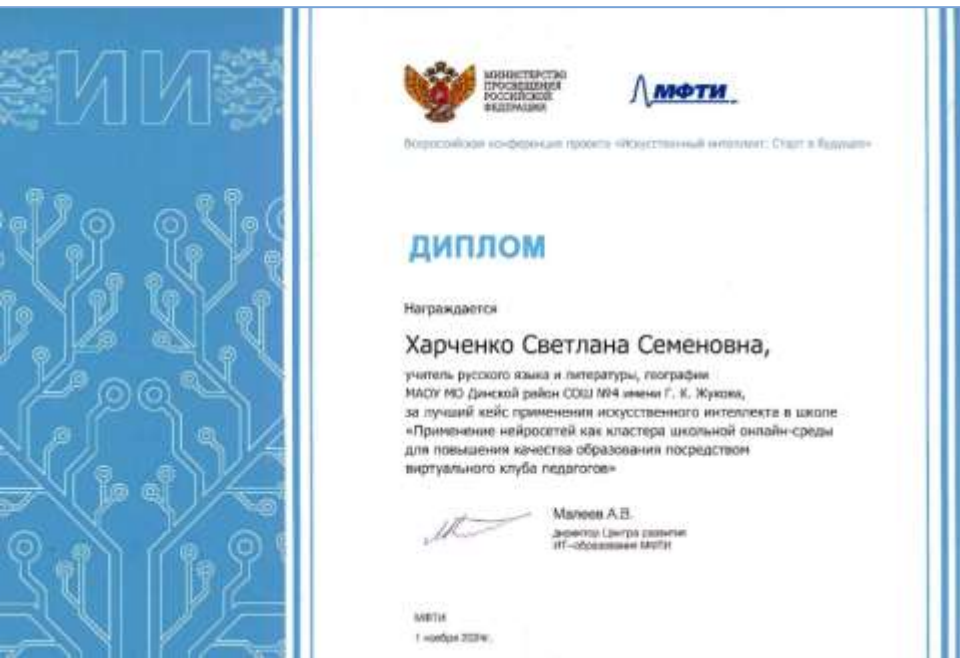 ИИ
МИНИСТЕРСТВО
ПРОСВЕЩЕНИЯ
РОССИЙСКОЙ
ФЕДЕРАЦИИ
МФТИ
Всероссийская конференция проекта «Искусственный интеллект: Старт в будущее»
ДИПЛОМ
Награждается
Харченко Светлана Семеновна,
учитель русского языка и литературы, географии
МАОУ МО Динской район СОШ №4 имени Г. К. Жукова,
за лучший кейс применения искусственного интеллекта в школе
«Применение нейросетей как кластера школьной онлайн-среды
для повышения качества образования посредством
виртуального клуба педагогов»
Малеев А.В.
директор Центра развития
ИТ-образования МФТИ
МФТИ
1 ноября 2024г.